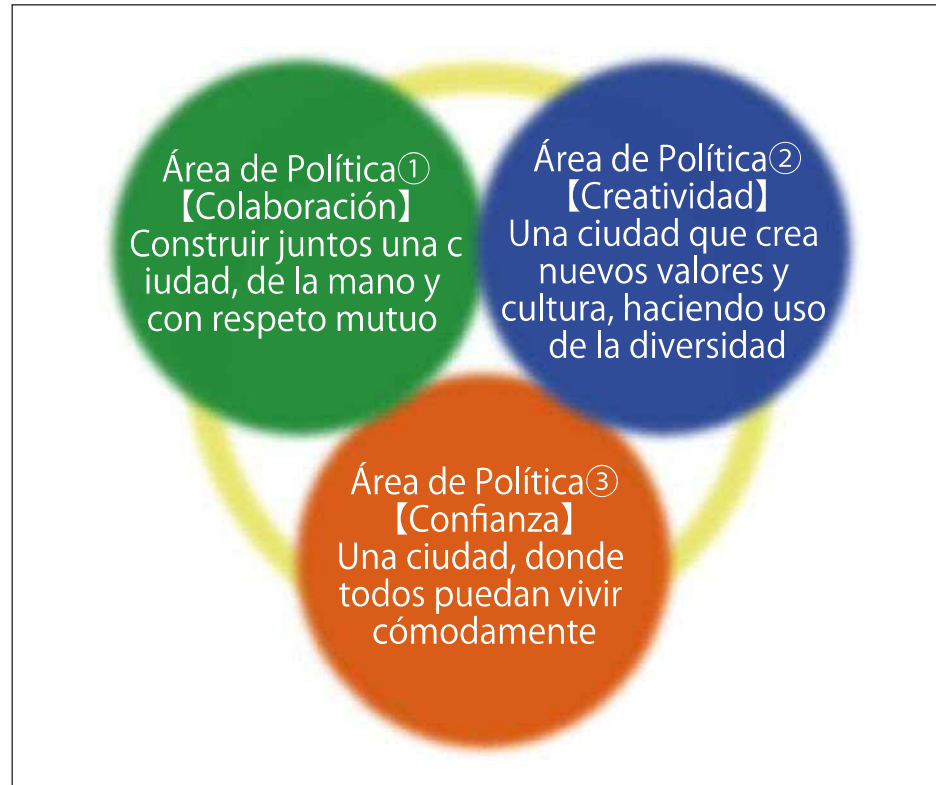 Área de Política①
【Colaboración】
Construir juntos una c
iudad, de la mano y
con respeto mutuo
Área de Política②
【Creatividad】
Una ciudad que crea
nuevos valores y
cultura, haciendo uso
de la diversidad
Área de Política③
【Confianza】
Una ciudad, donde
todos puedan vivir
cómodamente